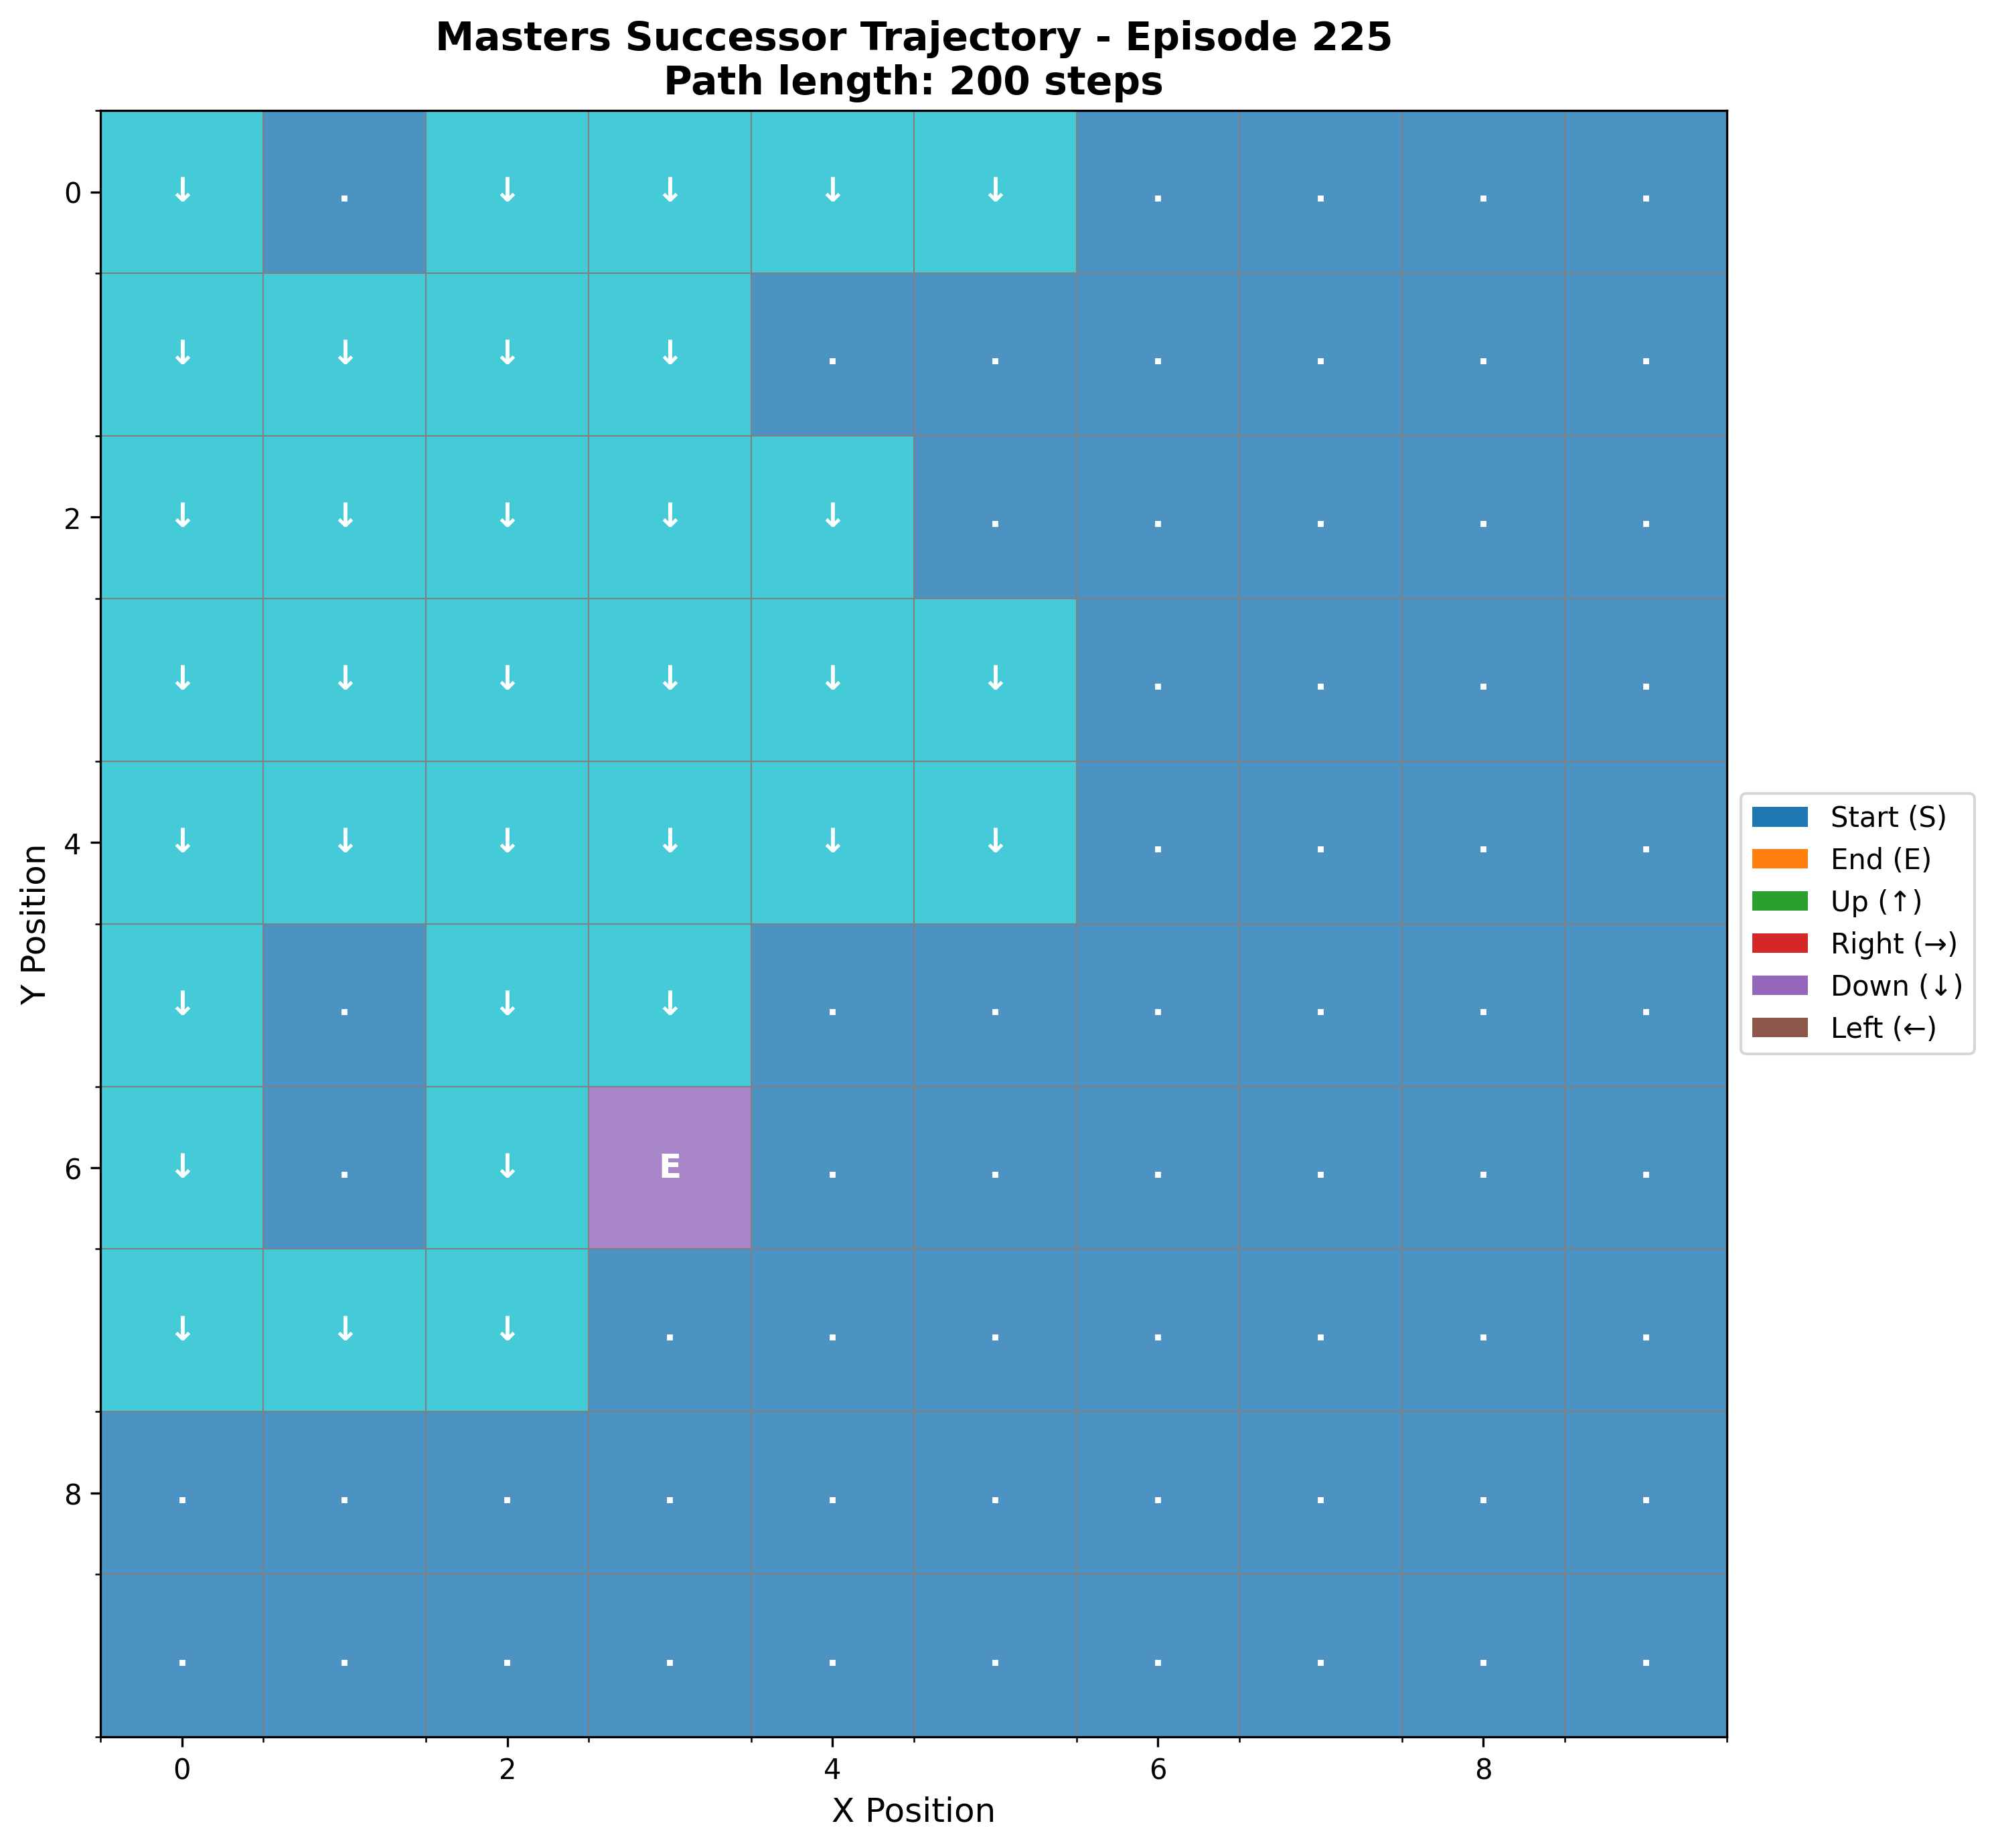 Masters Successor Trajectory - Episode 225
Path length: 200 steps
0 ↓ . ↓ ↓ ↓ ↓ . . . .
↓ ↓ ↓ ↓ . . . . . .
2 ↓ ↓ ↓ ↓ ↓ . . . . .
↓ ↓ ↓ ↓ ↓ ↓ . . . .
4 ↓ ↓ ↓ ↓ ↓ ↓ . . . .
↓ . ↓ ↓ . . . . . .
6 ↓ . ↓ E . . . . . .
↓ ↓ ↓ . . . . . . .
8 . . . . . . . . . .
. . . . . . . . . .
0 2 4 6 8
X Position
Y Position
Start (S)
End (E)
Up (↑)
Right (→)
Down (↓)
Left (←)